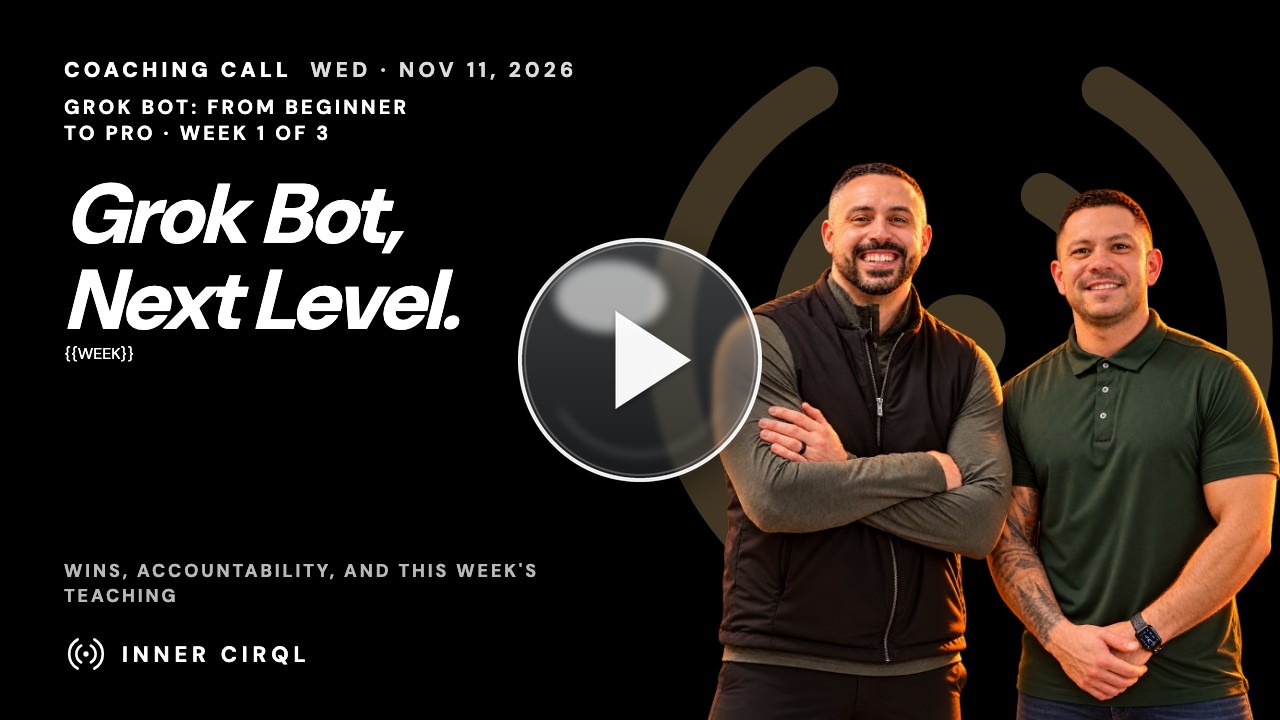 COACHING CALL WED · NOV 11, 2026
GROK BOT: FROM BEGINNER
TO PRO · WEEK 1 OF 3
Grok Bot,
Next Level.
{{WEEK}}
WINS, ACCOUNTABILITY, AND THIS WEEK'S
TEACHING
INNER CIRQL